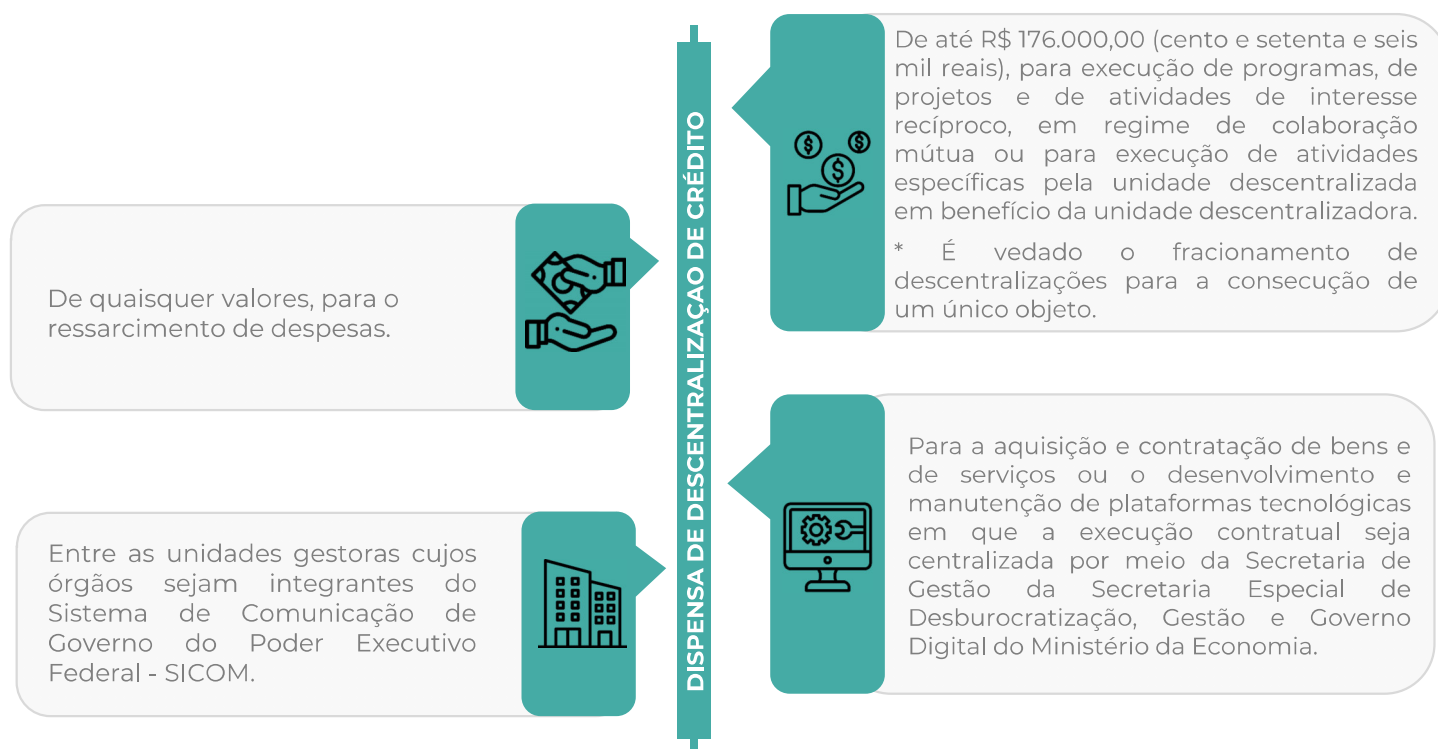 DISPENSA DE DESCENTRALIZAÇAO DE CRÉDITO
De até R$ 176.000,00 (cento e setenta e seis
mil reais), para execução de programas, de
projetos e de atividades de interesse
recíproco, em regime de colaboração
mútua ou para execução de atividades
específicas pela unidade descentralizada
em benefício da unidade descentralizadora.
* É vedado o fracionamento de
descentralizações para a consecução de
um único objeto.
De quaisquer valores, para o
ressarcimento de despesas.
Para a aquisição e contratação de bens e
de serviços ou o desenvolvimento e
manutenção de plataformas tecnológicas
em que a execução contratual seja
centralizada por meio da Secretaria de
Gestão da Secretaria Especial de
Desburocratização, Gestão e Governo
Digital do Ministério da Economia.
Entre as unidades gestoras cujos
órgãos sejam integrantes do
Sistema de Comunicação de
Governo do Poder Executivo
Federal - SICOM.